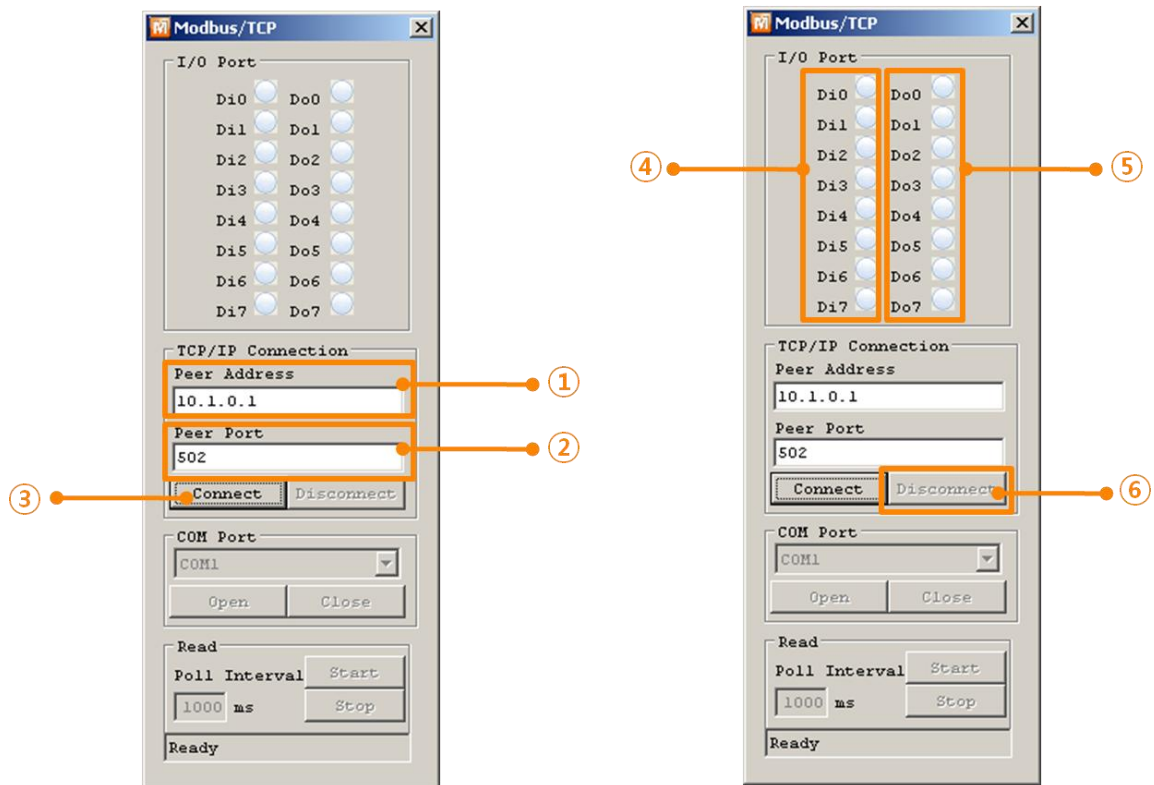 Modbus/TCP
I/O Port
Di0 Do0
Di1 Do1
Di2 Do2
Di3 Do3
Di4 Do4
Di5 Do5
Di6 Do6
Di7 Do7
TCP/IP Connection
Peer Address
10.1.0.1
①
Peer Port
502
②
③
Connect Disconnect
COM Port
COM1
Open Close
Read
Poll Interval Start
1000 ms Stop
Ready
Modbus/TCP
I/O Port
Di0 Do0
Di1 Do1
Di2 Do2
④
⑤
Di3 Do3
Di4 Do4
Di5 Do5
Di6 Do6
Di7 Do7
TCP/IP Connection
Peer Address
10.1.0.1
Peer Port
502
Connect Disconnect
⑥
COM Port
COM1
Open Close
Read
Poll Interval Start
1000 ms Stop
Ready